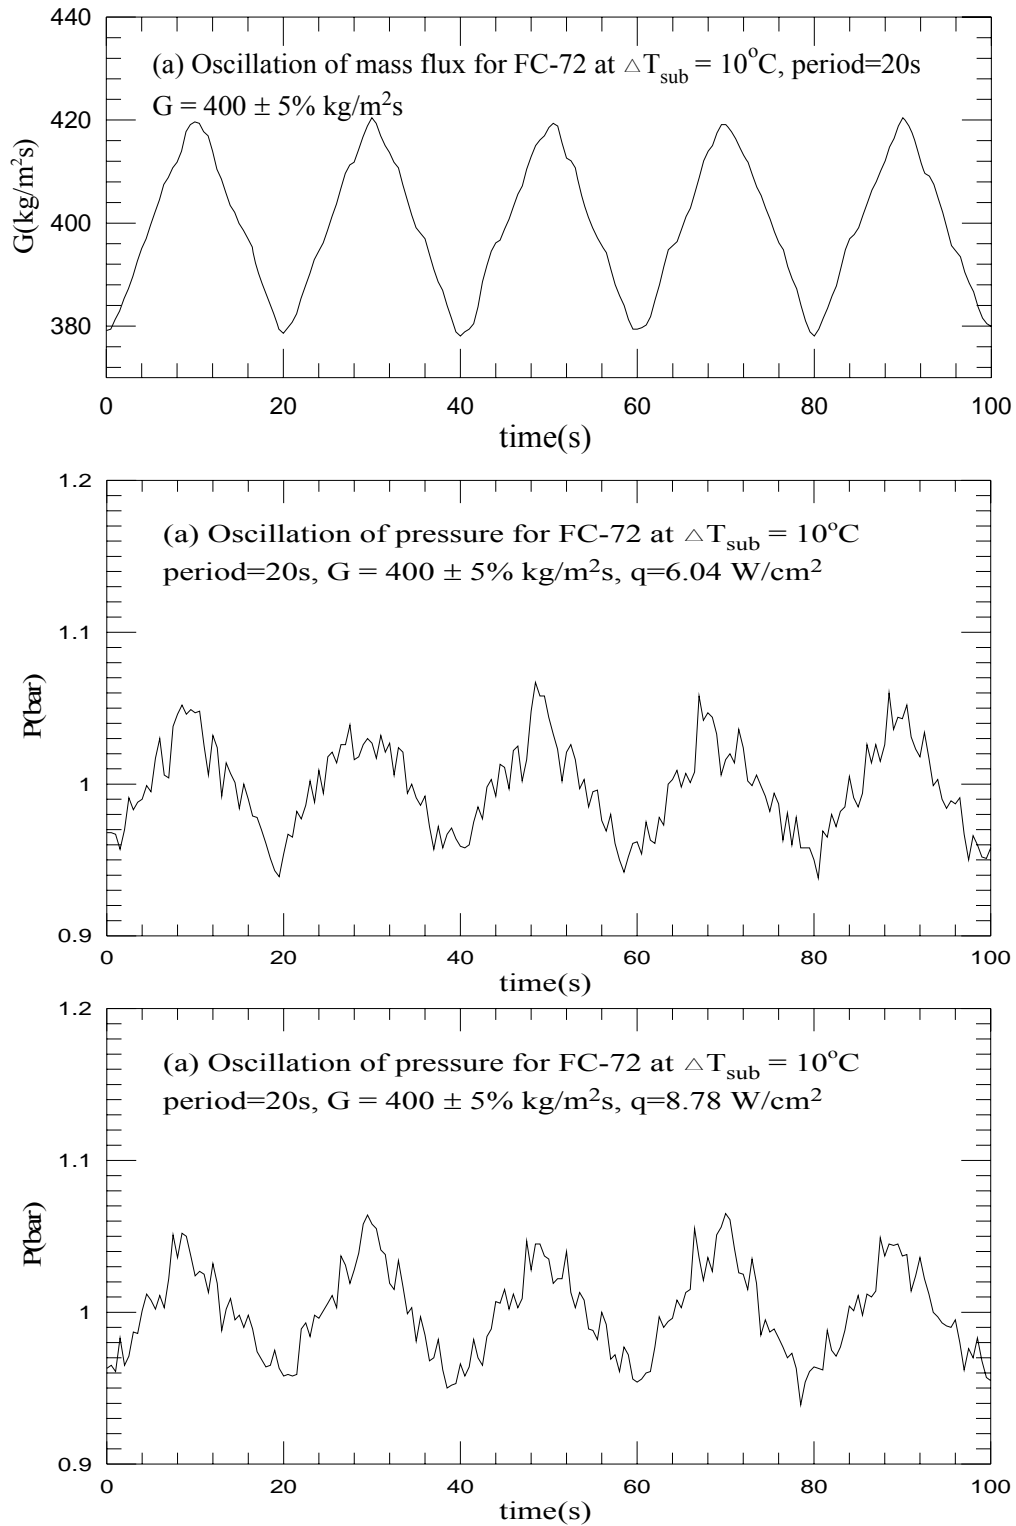 440
(a) Oscillation of mass flux for FC-72 at △Tsub = 10°C, period=20s
G = 400 ± 5% kg/m²s
420
G(kg/m²s)
400
380
0 20 40 60 80 100
time(s)
1.2
(a) Oscillation of pressure for FC-72 at △Tsub = 10°C
period=20s, G = 400 ± 5% kg/m²s, q=6.04 W/cm²
1.1
P(bar)
1
0.9
0 20 40 60 80 100
time(s)
1.2
(a) Oscillation of pressure for FC-72 at △Tsub = 10°C
period=20s, G = 400 ± 5% kg/m²s, q=8.78 W/cm²
1.1
P(bar)
1
0.9
0 20 40 60 80 100
time(s)